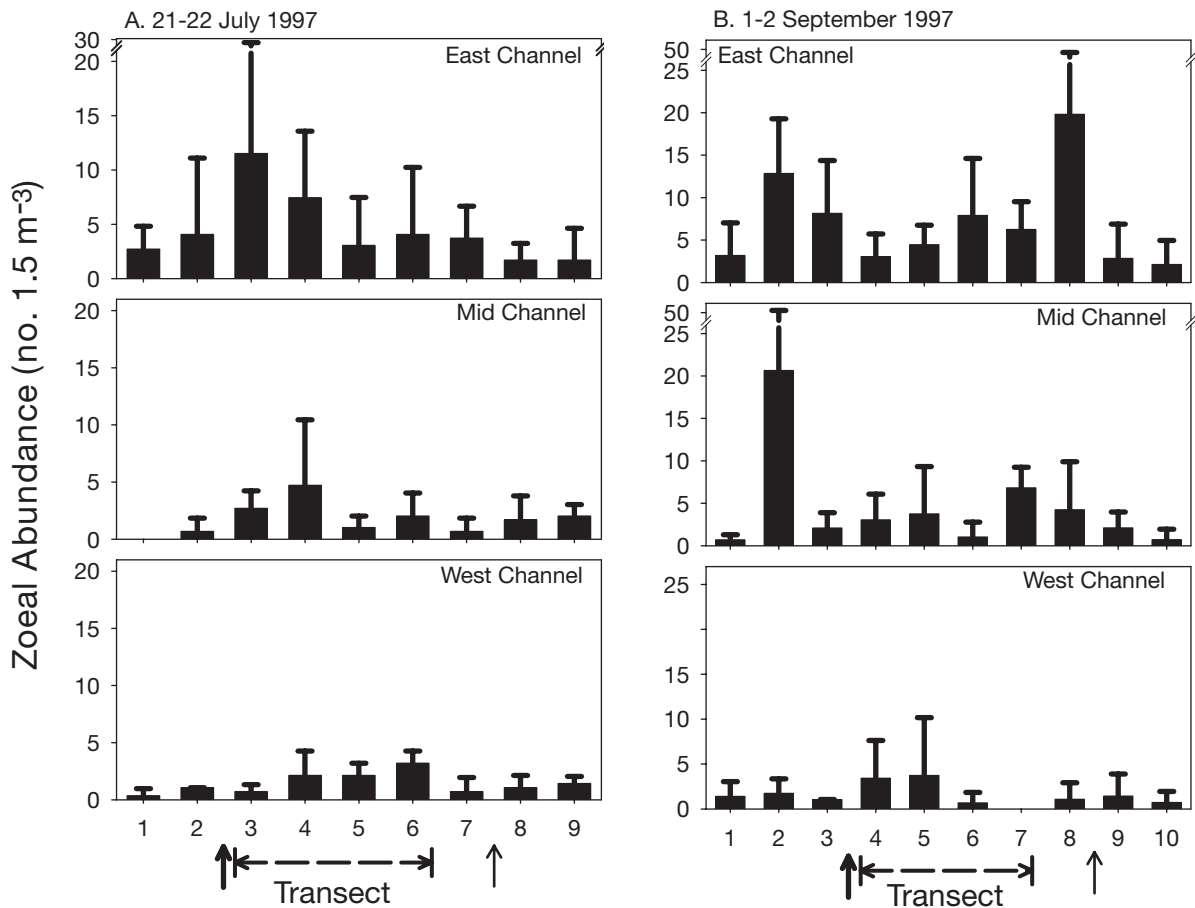 A. 21-22 July 1997
B. 1-2 September 1997
Zoeal Abundance (no. 1.5 m-3)
East Channel
30
20
15
10
5
0
Mid Channel
20
15
10
5
0
West Channel
20
15
10
5
0
1 2 3 4 5 6 7 8 9
Transect
East Channel
50
25
20
15
10
5
0
Mid Channel
50
25
20
15
10
5
0
West Channel
25
15
10
5
0
1 2 3 4 5 6 7 8 9 10
Transect